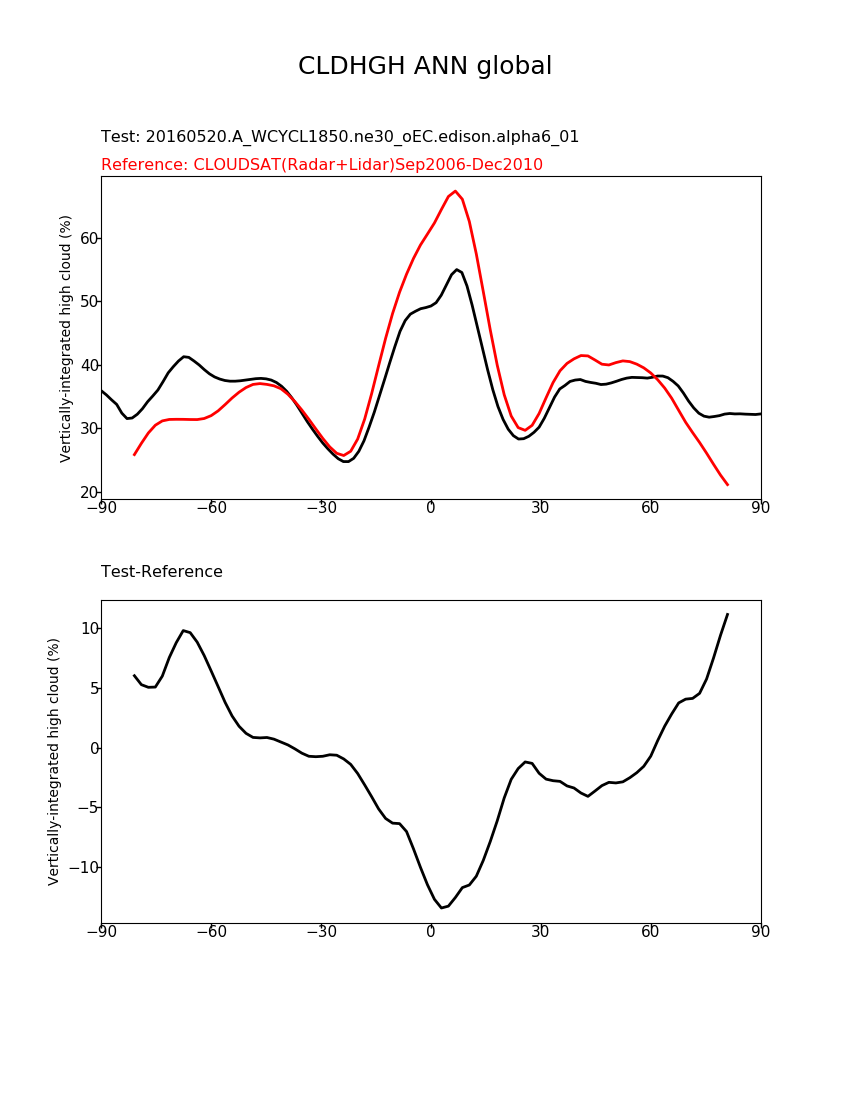 CLDHGH ANN global
Test: 20160520.A_WCYCL1850.ne30_oEC.edison.alpha6_01
Reference: CLOUDSAT(Radar+Lidar)Sep2006-Dec2010
Vertically-integrated high cloud (%)
60
50
40
30
20
−90 −60 −30 0 30 60 90
Test-Reference
Vertically-integrated high cloud (%)
10
5
0
−5
−10
−90 −60 −30 0 30 60 90